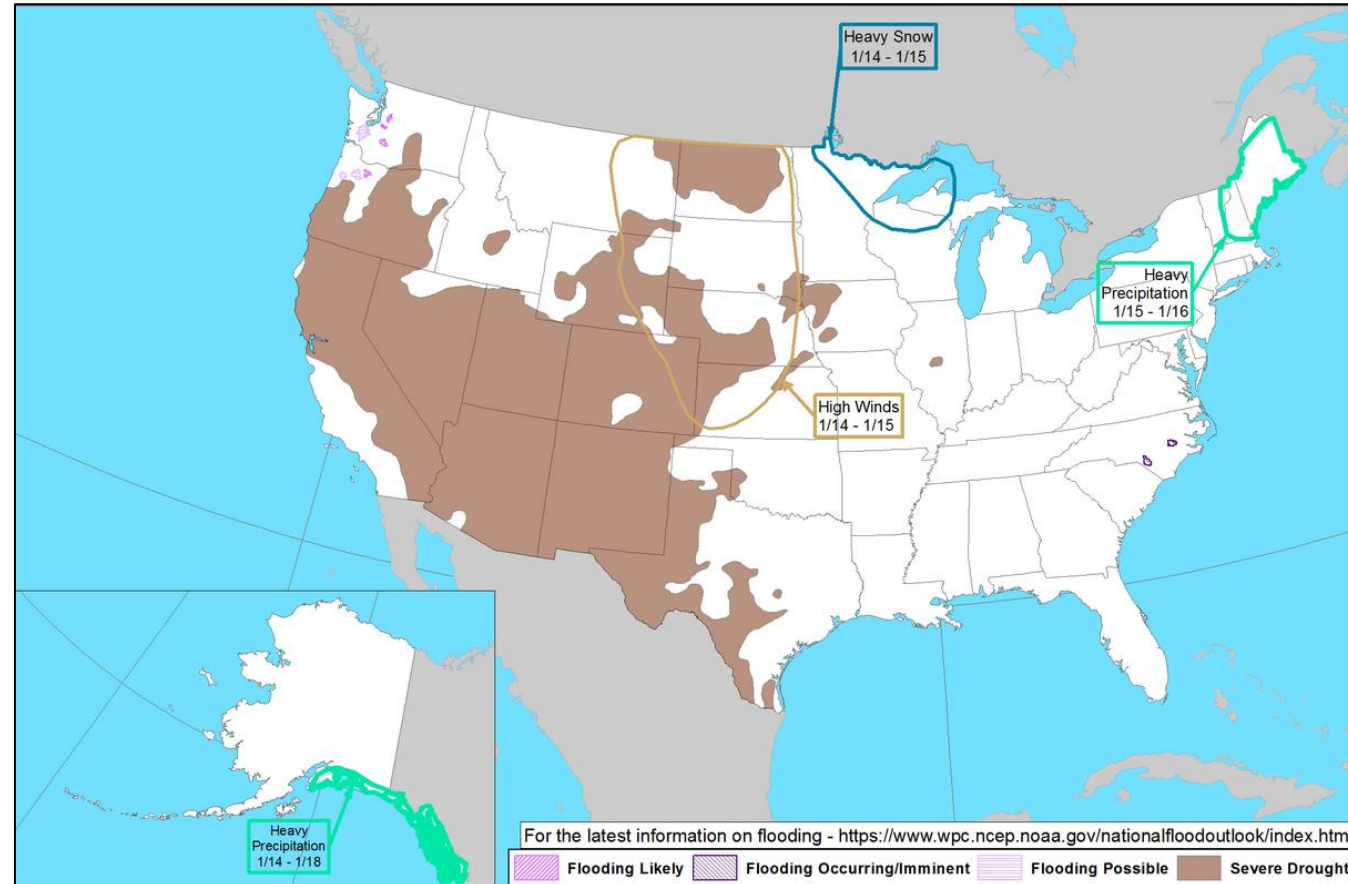 Heavy Snow
1/14 - 1/15
Heavy
Precipitation
1/15 - 1/16
High Winds
1/14 - 1/15
Heavy
Precipitation
1/14 - 1/18
For the latest information on flooding - https://www.wpc.ncep.noaa.gov/nationalfloodoutlook/index.htm
Flooding Likely
Flooding Occurring/Imminent
Flooding Possible
Severe Drought